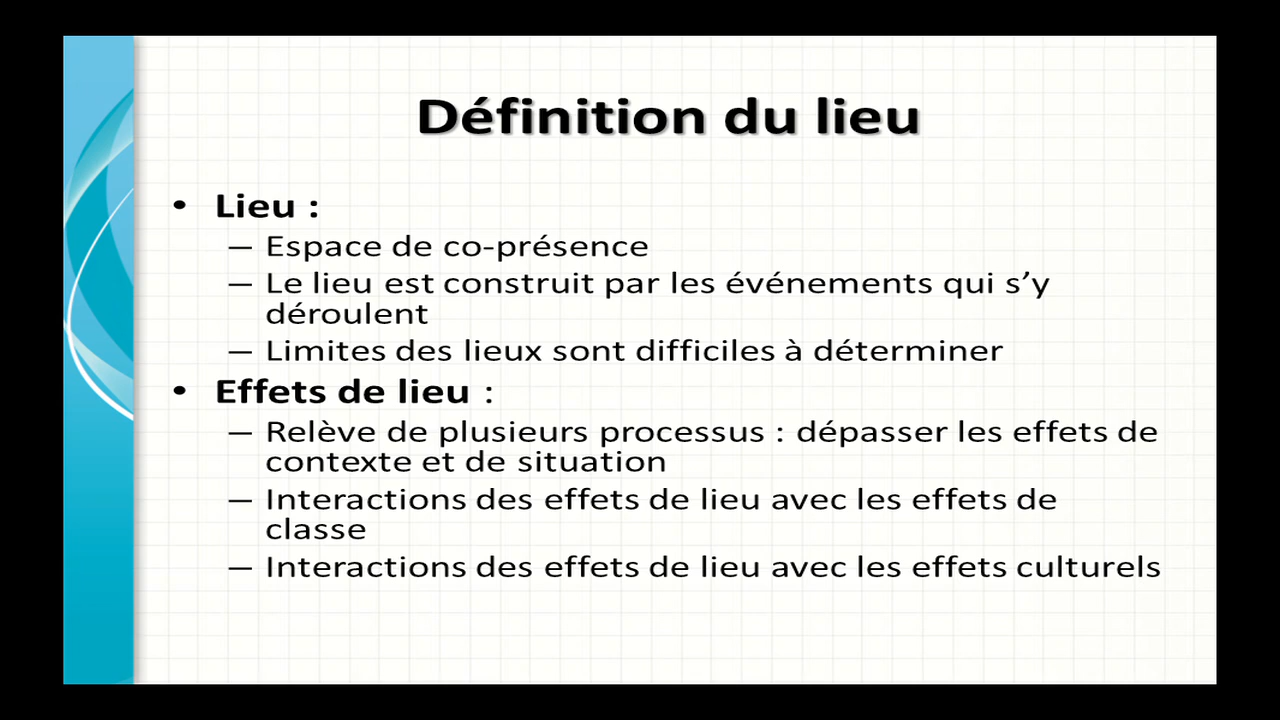 Définition du lieu
• Lieu :
– Espace de co-présence
– Le lieu est construit par les événements qui s’y
déroulent
– Limites des lieux sont difficiles à déterminer
• Effets de lieu :
– Relève de plusieurs processus : dépasser les effets de
contexte et de situation
– Interactions des effets de lieu avec les effets de
classe
– Interactions des effets de lieu avec les effets culturels